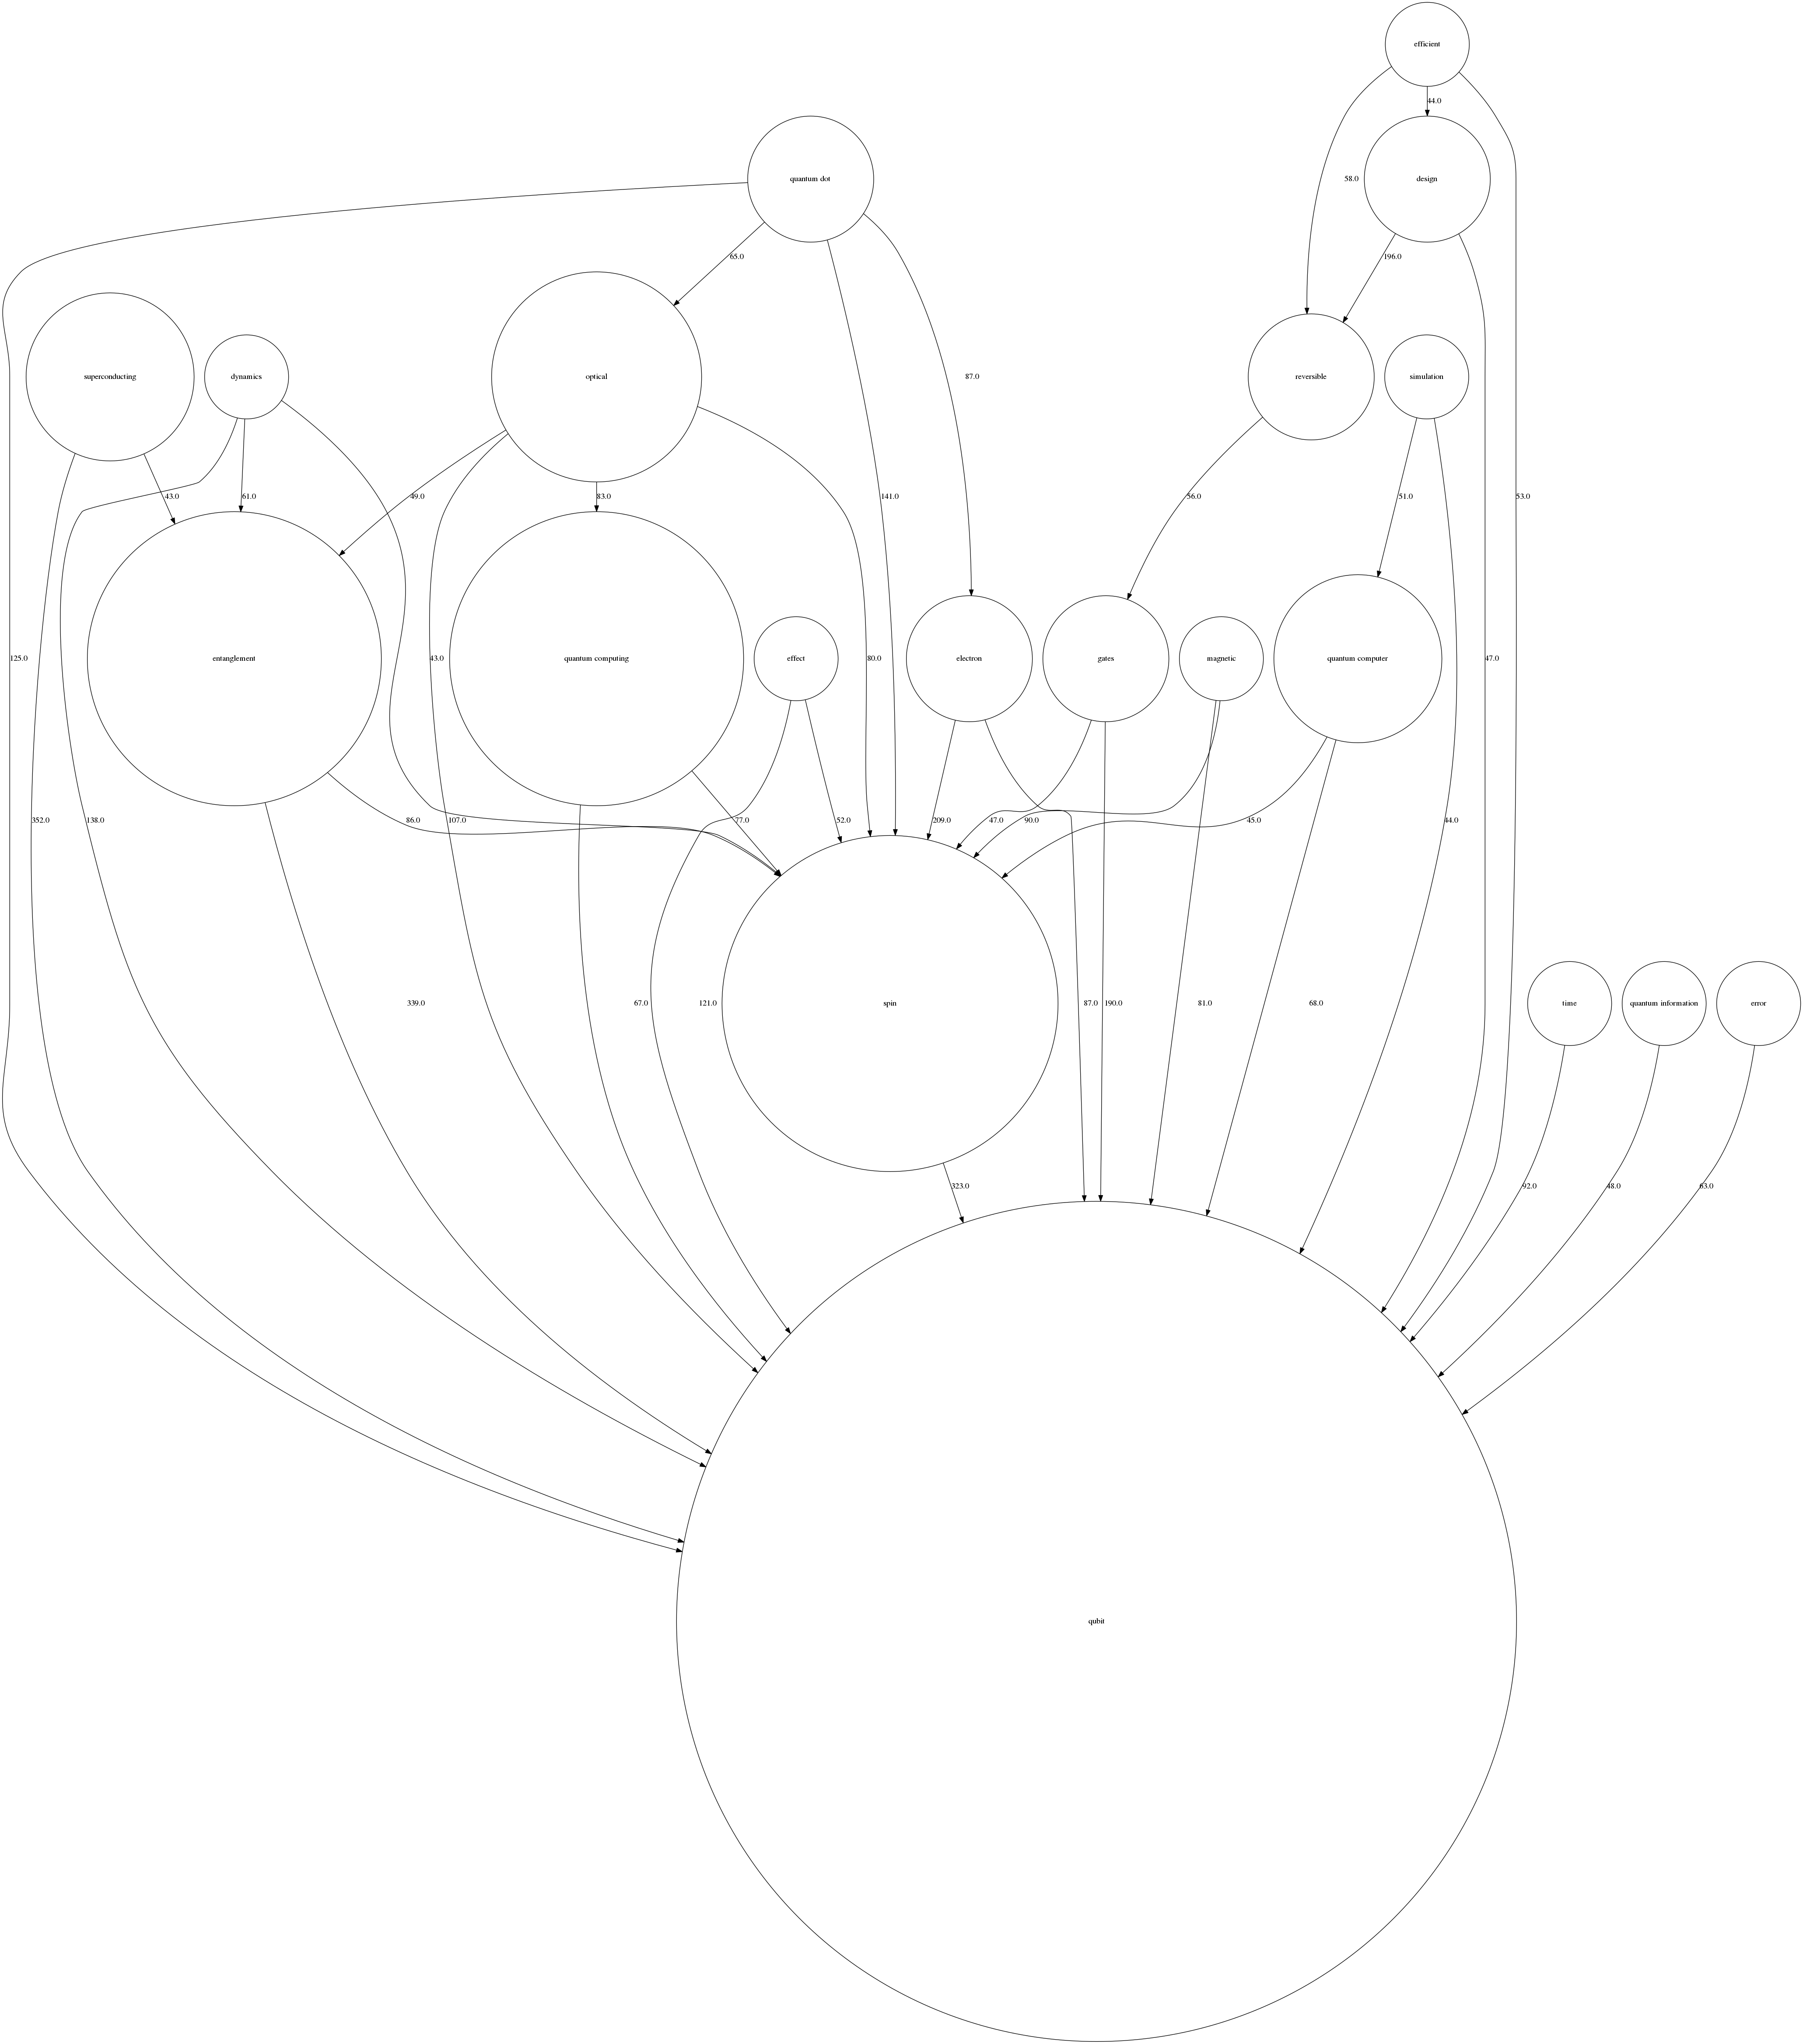 efficient
44.0
quantum dot
58.0
design
65.0
196.0
superconducting
dynamics
optical
87.0
reversible
simulation
43.0
61.0
49.0
83.0
141.0
56.0
51.0
53.0
125.0
entanglement
43.0
quantum computing
effect
80.0
electron
gates
magnetic
quantum computer
47.0
352.0
138.0
86.0
107.0
77.0
52.0
209.0
47.0
90.0
45.0
44.0
339.0
67.0
121.0
spin
87.0
190.0
81.0
68.0
time
quantum information
error
323.0
92.0
48.0
63.0
qubit